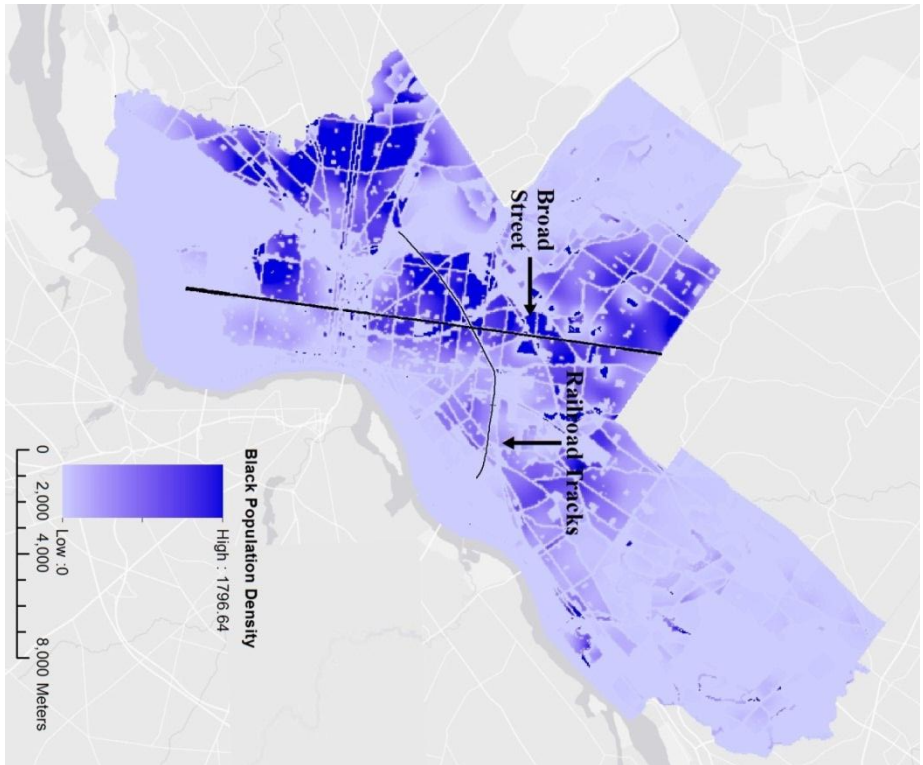 Broad
Street
Railroad Tracks
Black Population Density
High : 1796.64
Low :0
0
2,000
4,000
8,000 Meters